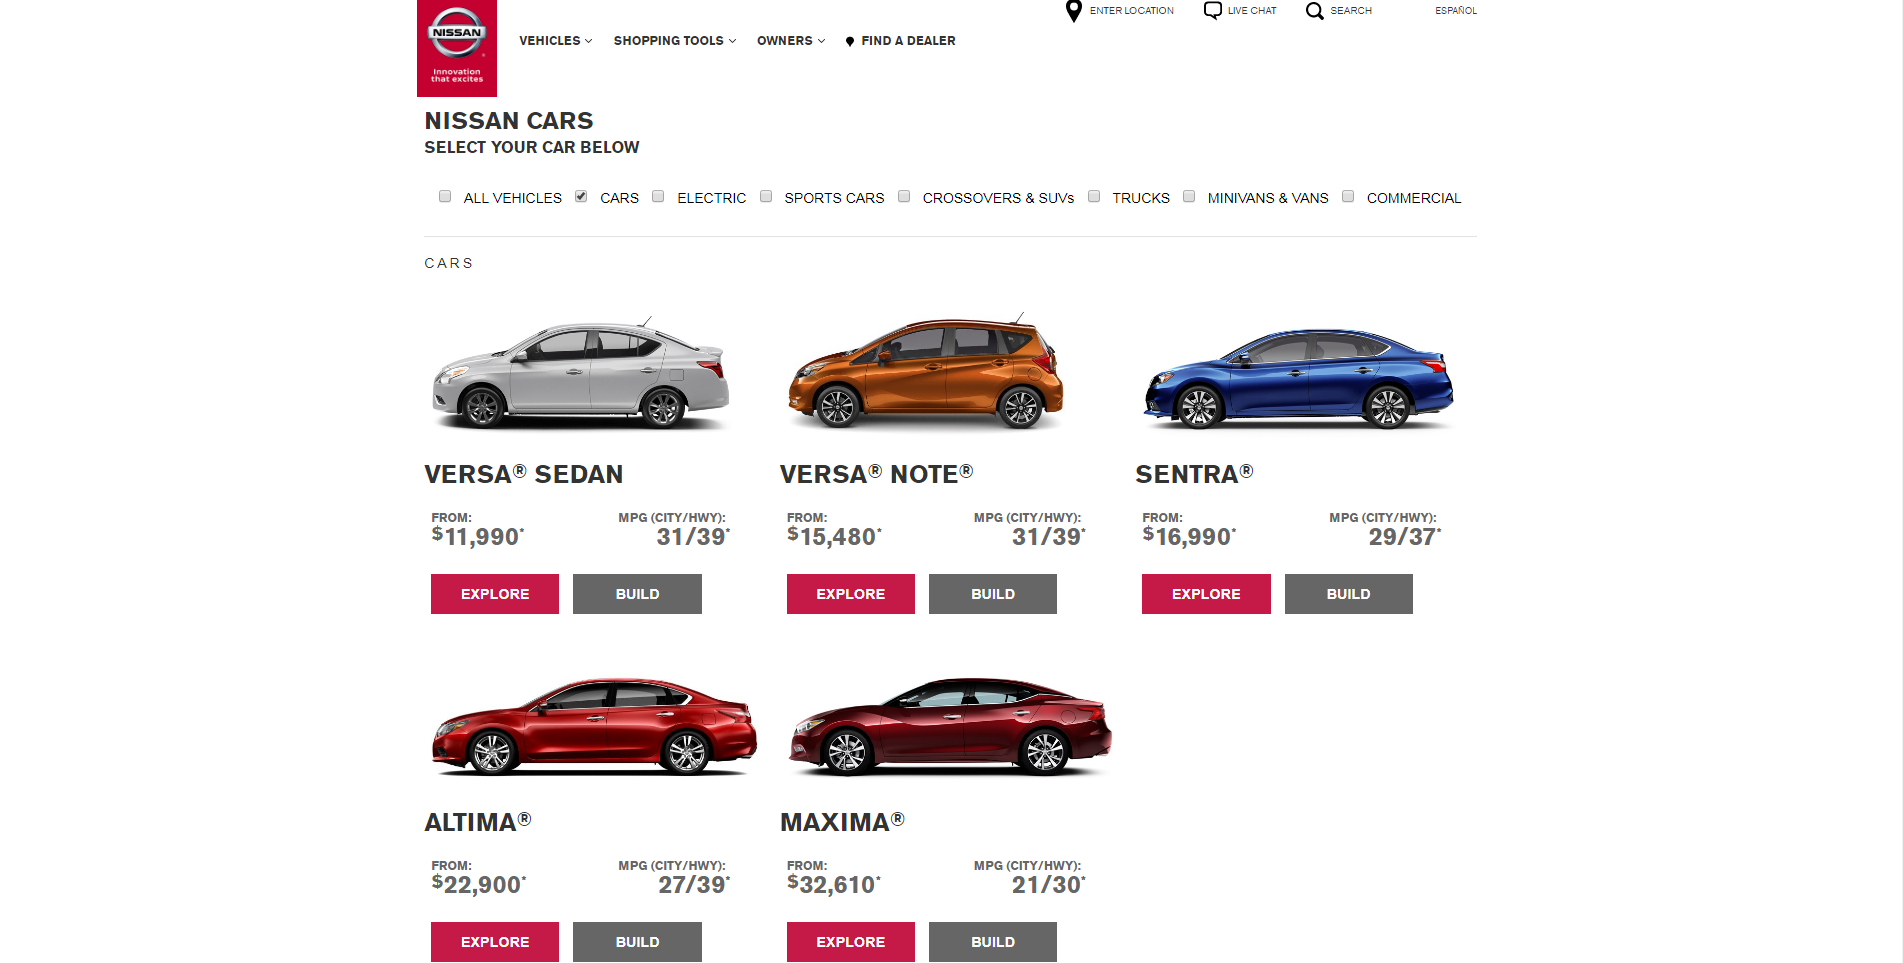 ENTER LOCATION LIVE CHAT SEARCH ESPAÑOL
NISSAN
Innovation
that excites
VEHICLES SHOPPING TOOLS OWNERS FIND A DEALER
NISSAN CARS
SELECT YOUR CAR BELOW
ALL VEHICLES CARS ELECTRIC SPORTS CARS CROSSOVERS & SUVs TRUCKS MINIVANS & VANS COMMERCIAL
CARS
VERSA® SEDAN VERSA® NOTE® SENTRA®
FROM: MPG (CITY/HWY): FROM: MPG (CITY/HWY): FROM: MPG (CITY/HWY):
$11,990* 31/39* $15,480* 31/39* $16,990* 29/37*
EXPLORE BUILD EXPLORE BUILD EXPLORE BUILD
ALTIMA® MAXIMA®
FROM: MPG (CITY/HWY): FROM: MPG (CITY/HWY):
$22,900* 27/39* $32,610* 21/30*
EXPLORE BUILD EXPLORE BUILD